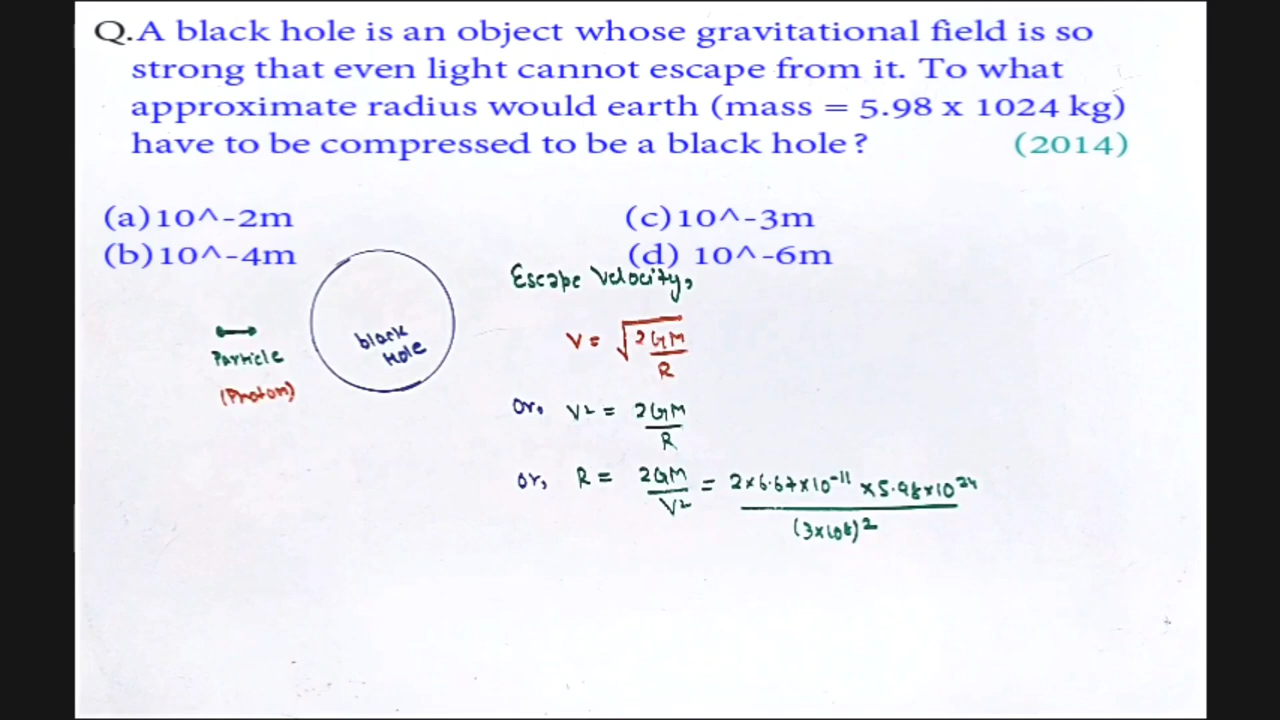 Q.A black hole is an object whose gravitational field is so
strong that even light cannot escape from it. To what
approximate radius would earth (mass = 5.98 x 1024 kg)
have to be compressed to be a black hole? (2014)
(a)10^-2m (c)10^-3m
(b)10^-4m (d) 10^-6m
black
Hole
Particle
(Proton)
Escape Velocity,
V = √2GM/R
or, V² = 2GM/R
or, R = 2GM/V² = 2×6.67×10⁻¹¹ ×5.98×10²⁴/(3×10⁸)²